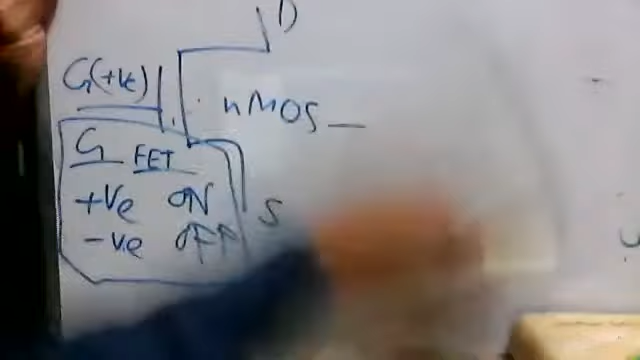 D
G(+ve)
nMOS
G FET
+ve ON
-ve OFF
S